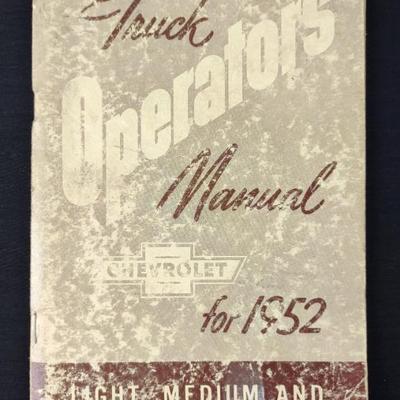 Truck
Operators
Manual
CHEVROLET
for 1952
LIGHT, MEDIUM AND